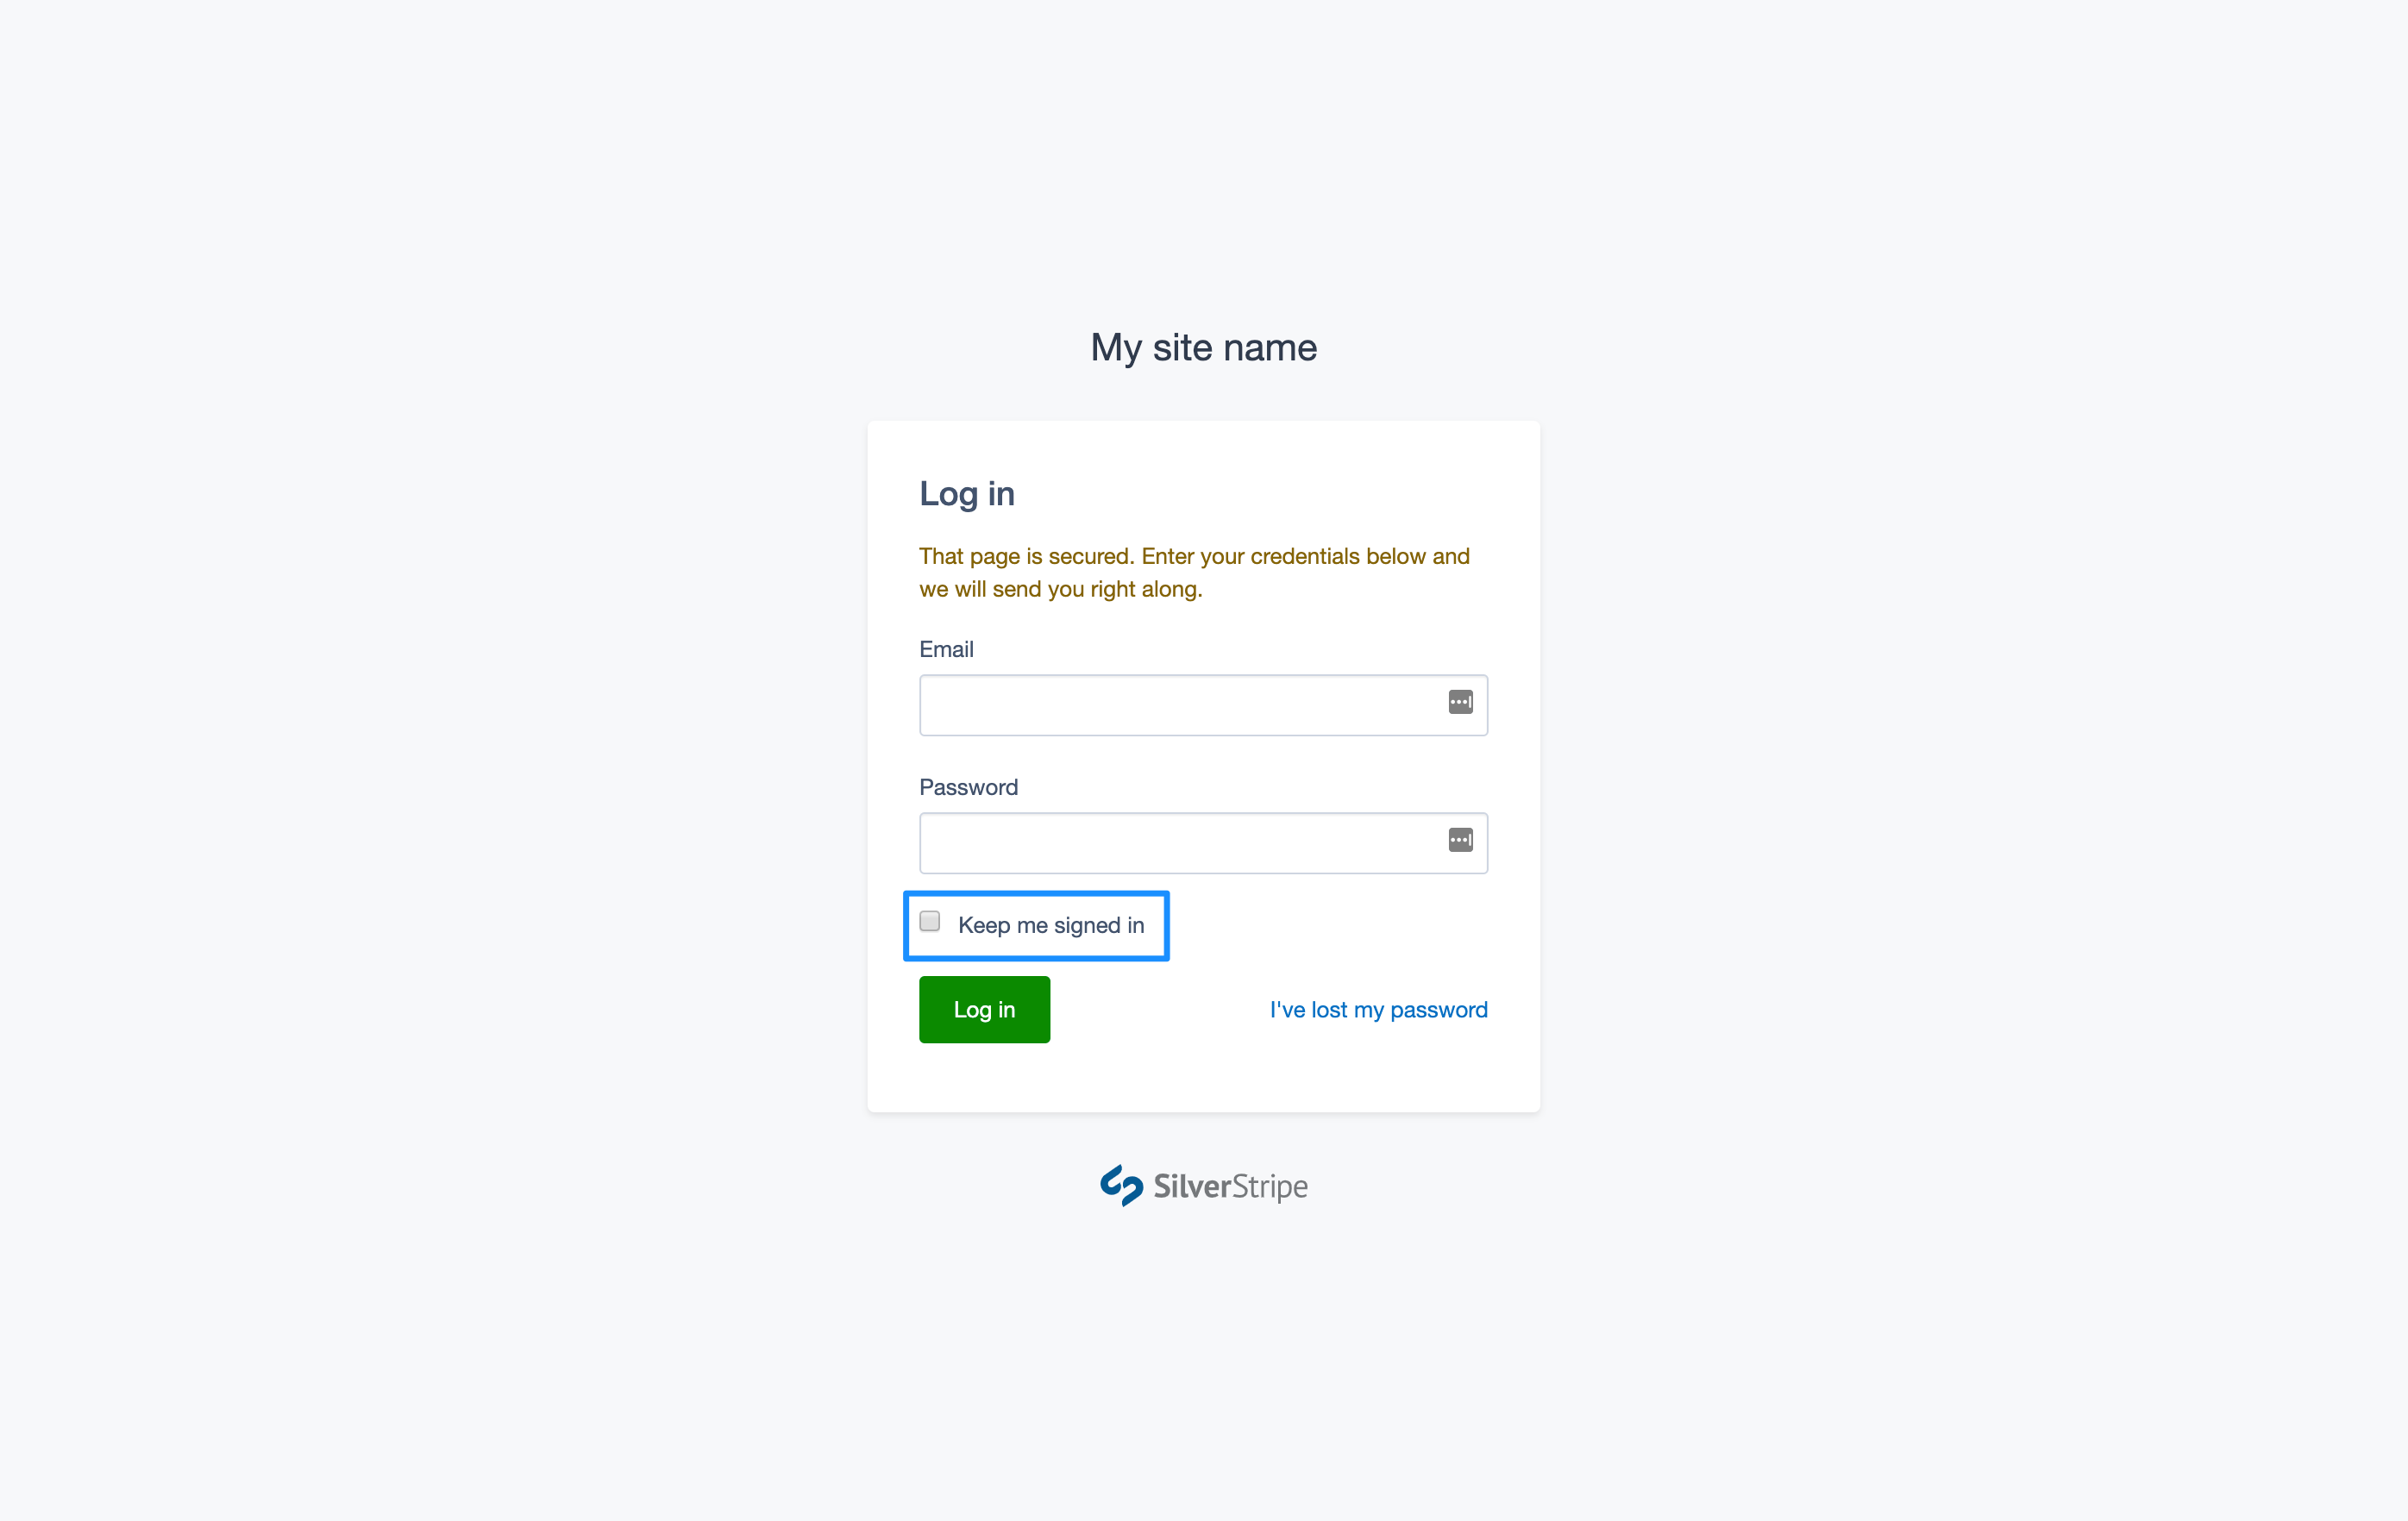 My site name
Log in
That page is secured. Enter your credentials below and
we will send you right along.
Email
Password
Keep me signed in
Log in
I've lost my password
SilverStripe